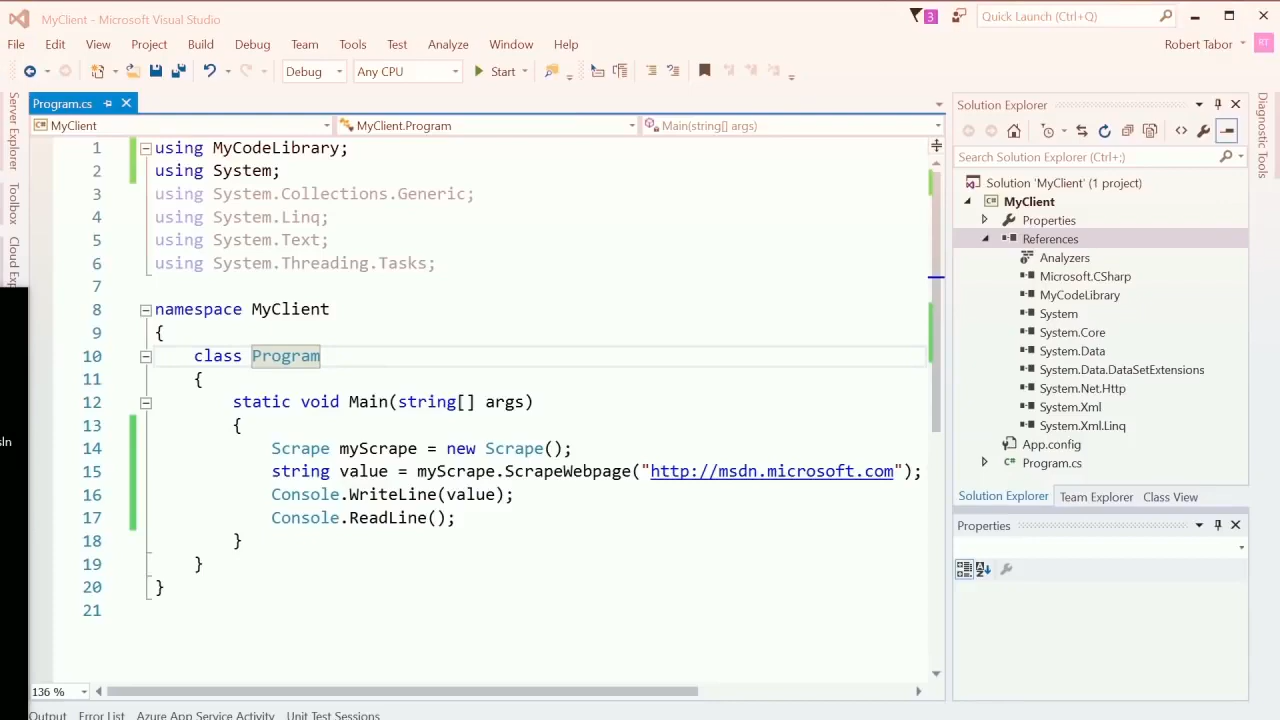 MyClient - Microsoft Visual Studio
3
Quick Launch (Ctrl+Q)
File Edit View Project Build Debug Team Tools Test Analyze Window Help
Robert Tabor RT
Debug Any CPU Start
Program.cs
MyClient MyClient.Program Main(string[] args)
Server Explorer
Toolbox
Cloud Exp
sln
1 using MyCodeLibrary;
2 using System;
3 using System.Collections.Generic;
4 using System.Linq;
5 using System.Text;
6 using System.Threading.Tasks;
7
8 namespace MyClient
9 {
10 class Program
11 {
12 static void Main(string[] args)
13 {
14 Scrape myScrape = new Scrape();
15 string value = myScrape.ScrapeWebpage("http://msdn.microsoft.com");
16 Console.WriteLine(value);
17 Console.ReadLine();
18 }
19 }
20 }
21
136 %
Output Error List Azure App Service Activity Unit Test Sessions
Solution Explorer
Search Solution Explorer (Ctrl+;)
Solution 'MyClient' (1 project)
MyClient
Properties
References
Analyzers
Microsoft.CSharp
MyCodeLibrary
System
System.Core
System.Data
System.Data.DataSetExtensions
System.Net.Http
System.Xml
System.Xml.Linq
App.config
Program.cs
Solution Explorer Team Explorer Class View
Properties
Diagnostic Tools